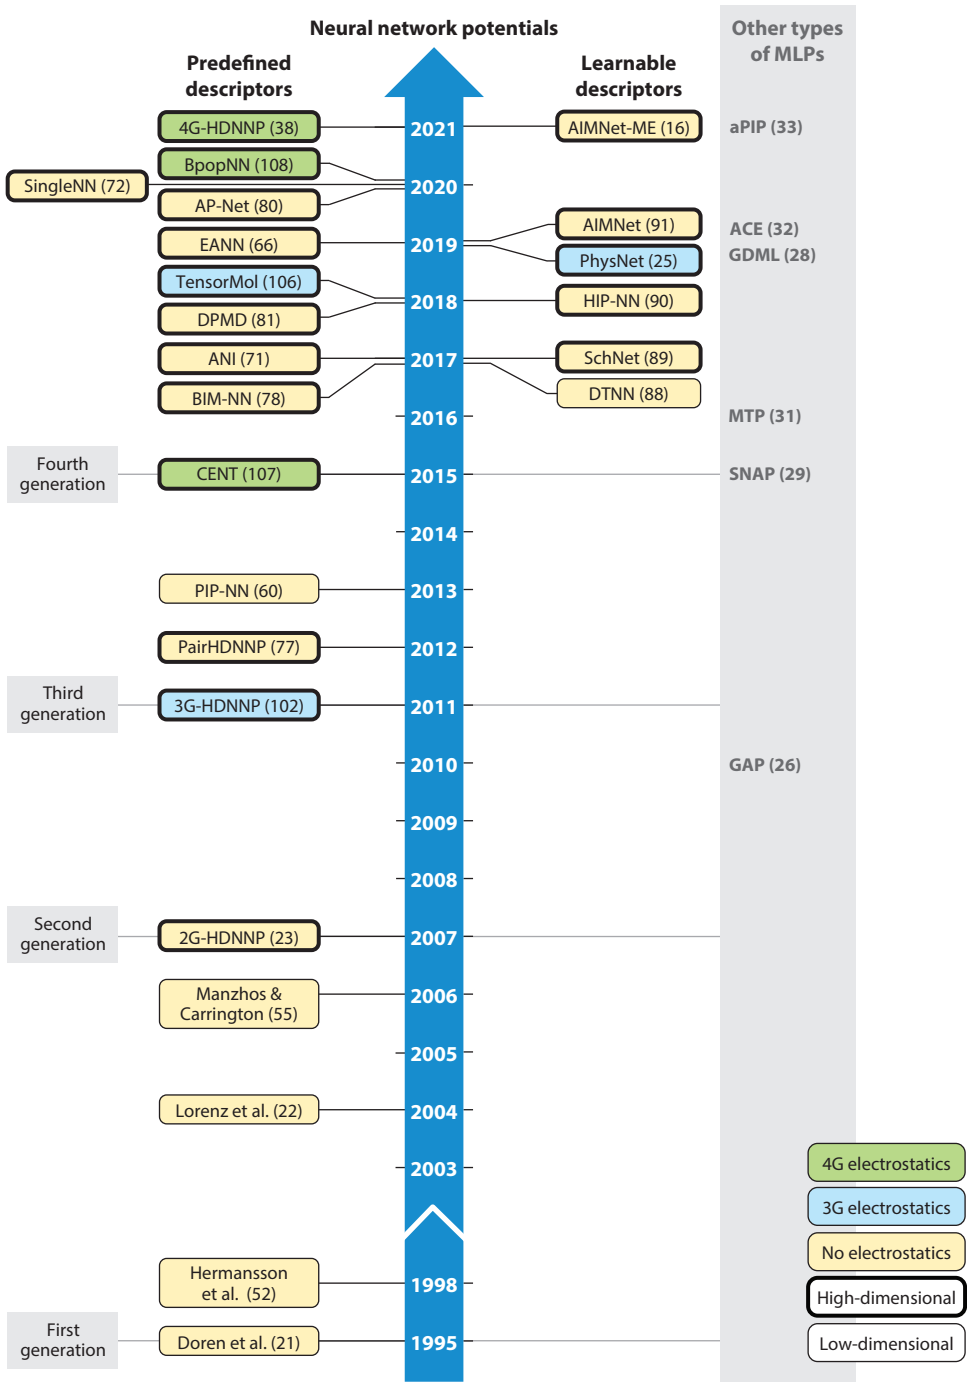 Neural network potentials
Other types
of MLPs
Predefined
descriptors
Learnable
descriptors
4G-HDNNP (38)
2021
AIMNet-ME (16)
aPIP (33)
BpopNN (108)
SingleNN (72)
2020
AP-Net (80)
AIMNet (91)
ACE (32)
EANN (66)
2019
GDML (28)
PhysNet (25)
TensorMol (106)
2018
HIP-NN (90)
DPMD (81)
ANI (71)
2017
SchNet (89)
BIM-NN (78)
DTNN (88)
2016
MTP (31)
Fourth
generation
CENT (107)
2015
SNAP (29)
2014
PIP-NN (60)
2013
PairHDNNP (77)
2012
Third
generation
3G-HDNNP (102)
2011
2010
GAP (26)
2009
2008
Second
generation
2G-HDNNP (23)
2007
Manzhos &
Carrington (55)
2006
2005
Lorenz et al. (22)
2004
2003
Hermansson
et al. (52)
1998
First
generation
Doren et al. (21)
1995
4G electrostatics
3G electrostatics
No electrostatics
High-dimensional
Low-dimensional